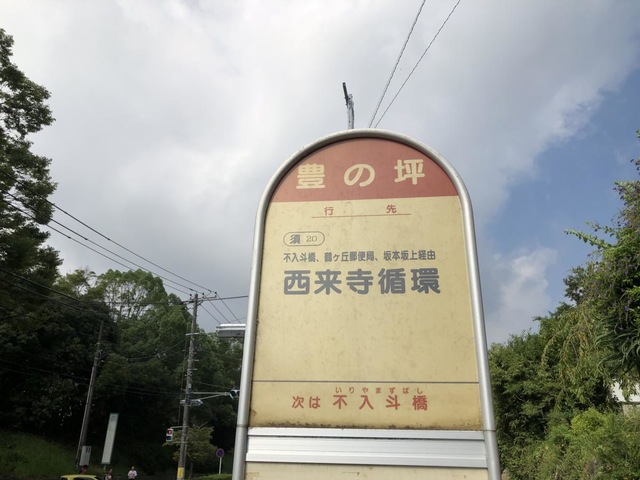 豊の坪
行先
須20
不入斗橋、鶴ヶ丘郵便局、坂本坂上経由
西来寺循環
いりやまずばし
次は 不入斗橋